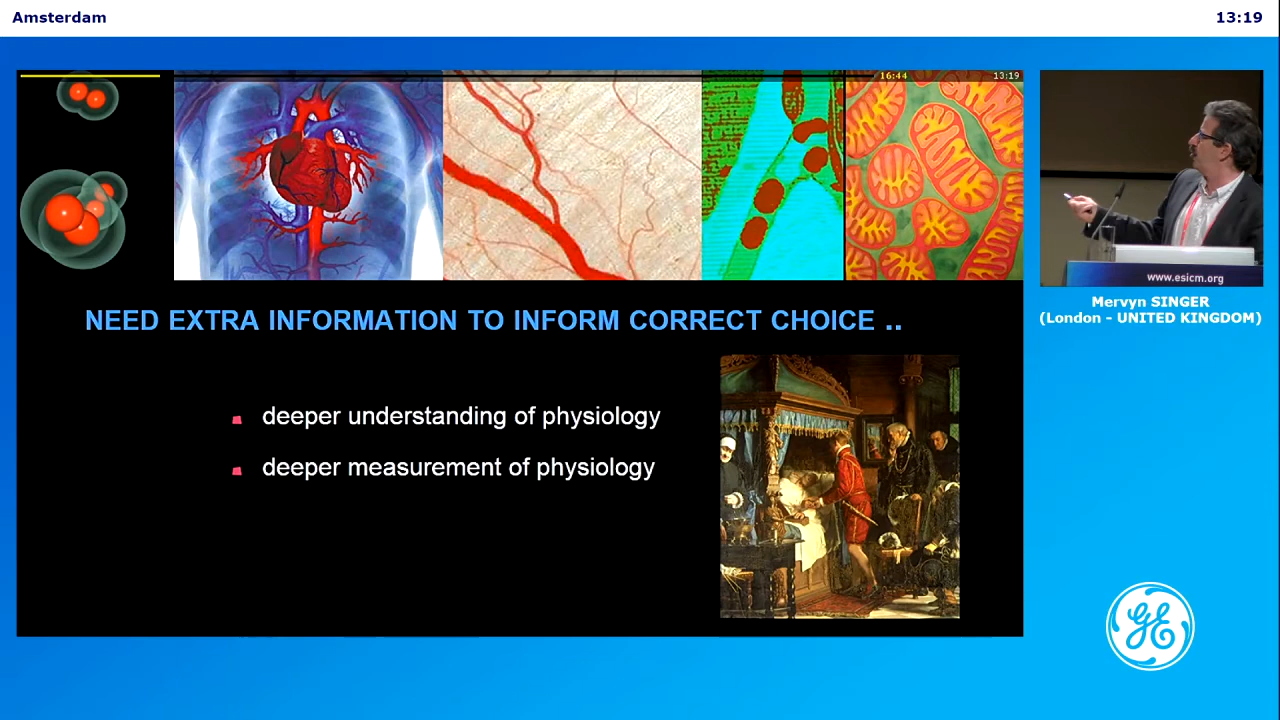 Amsterdam
13:19
16:44
13:19
NEED EXTRA INFORMATION TO INFORM CORRECT CHOICE ..
deeper understanding of physiology
deeper measurement of physiology
www.esicm.org
Mervyn SINGER
(London - UNITED KINGDOM)
GE